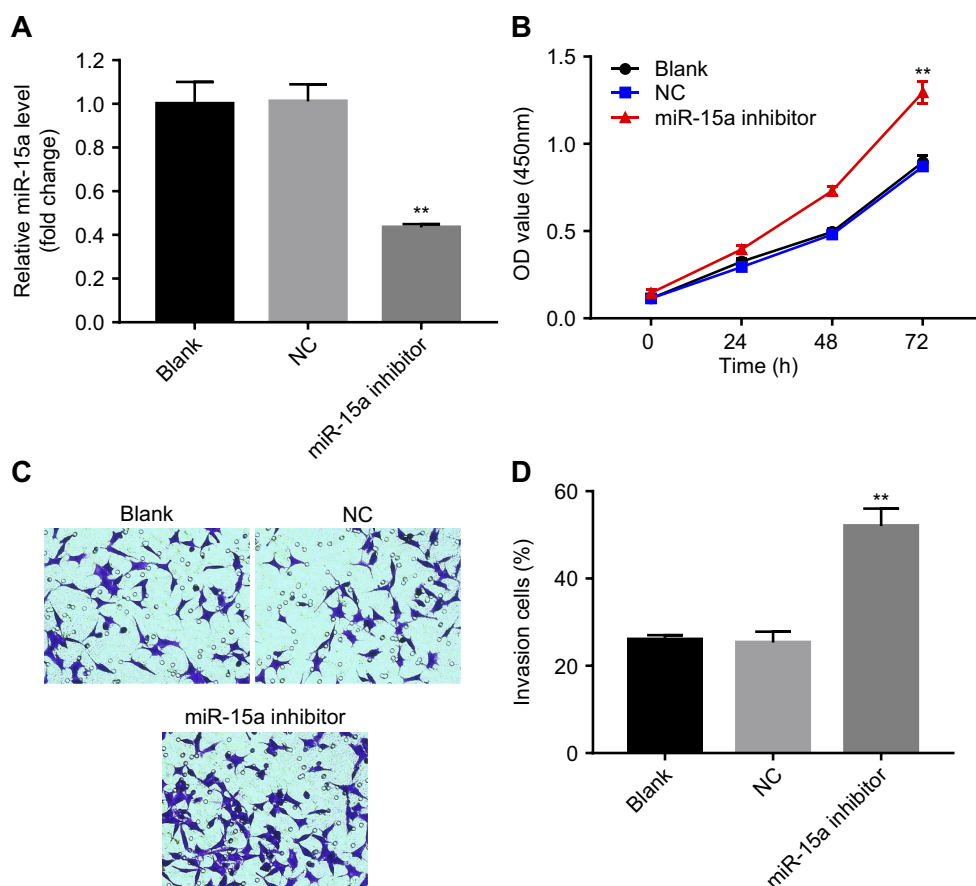 A
Relative miR-15a level
(fold change)
1.2
1.0
0.8
0.6
0.4
0.2
0.0
**
Blank
NC
miR-15a inhibitor
B
OD value (450nm)
1.5
1.0
0.5
0.0
Blank
NC
miR-15a inhibitor
**
0 24 48 72
Time (h)
C
Blank NC
miR-15a inhibitor
D
Invasion cells (%)
60
40
20
0
**
Blank
NC
miR-15a inhibitor